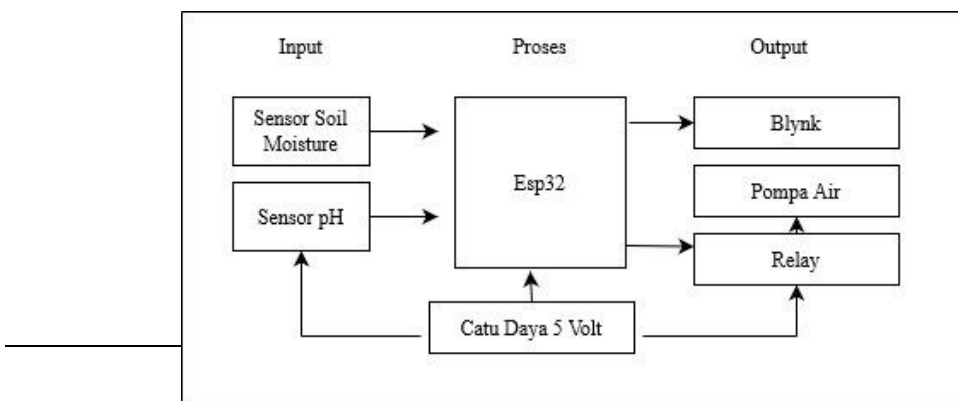 Input
Proses
Output
Sensor Soil
Moisture
Sensor pH
Esp32
Blynk
Pompa Air
Relay
Catu Daya 5 Volt